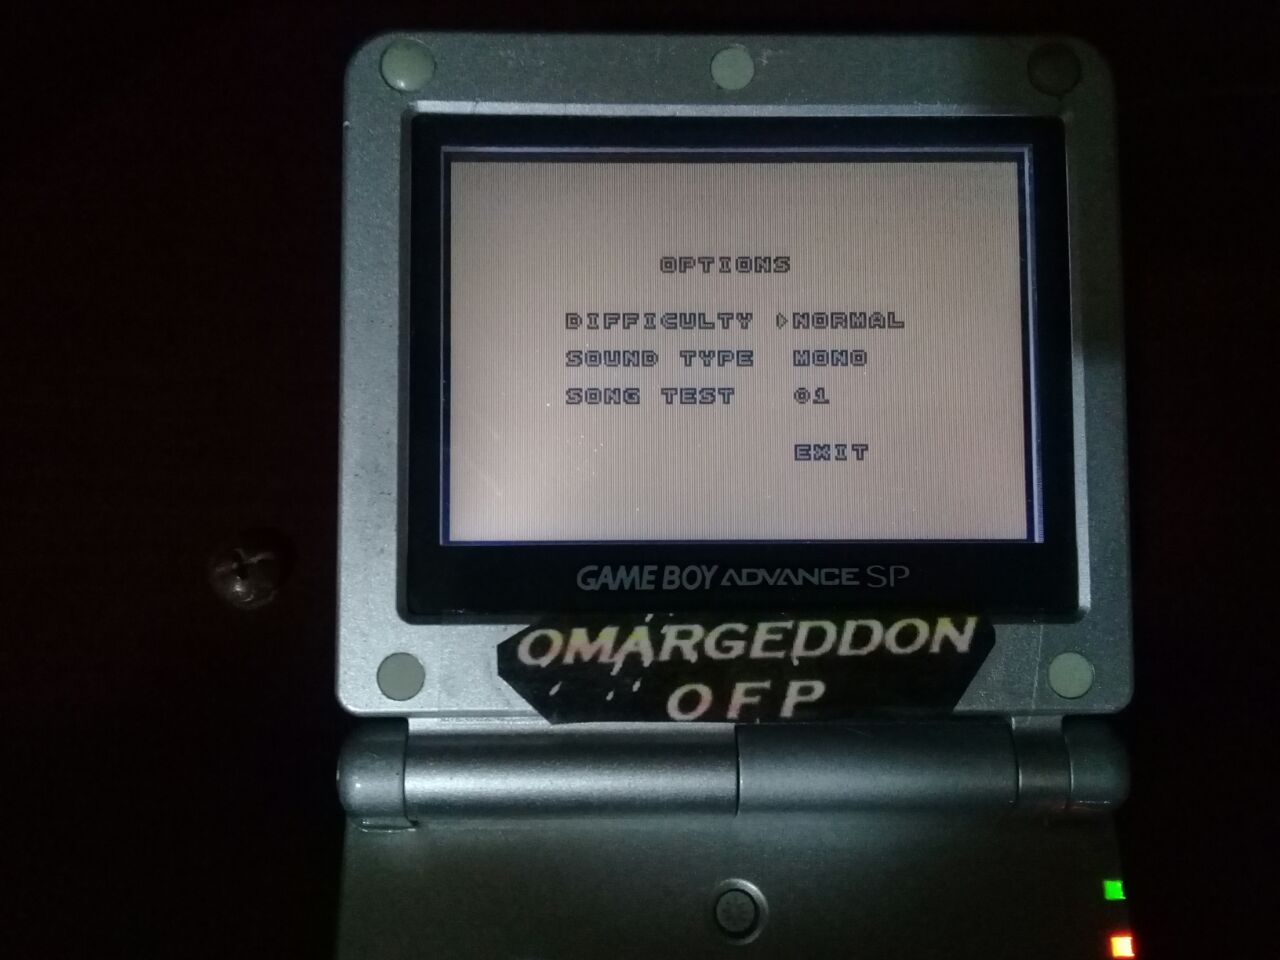 OPTIONS
DIFFICULTY NORMAL
SOUND TYPE MONO
SONG TEST 01
EXIT
GAME BOY ADVANCE SP
OMARGEDDON
OFP